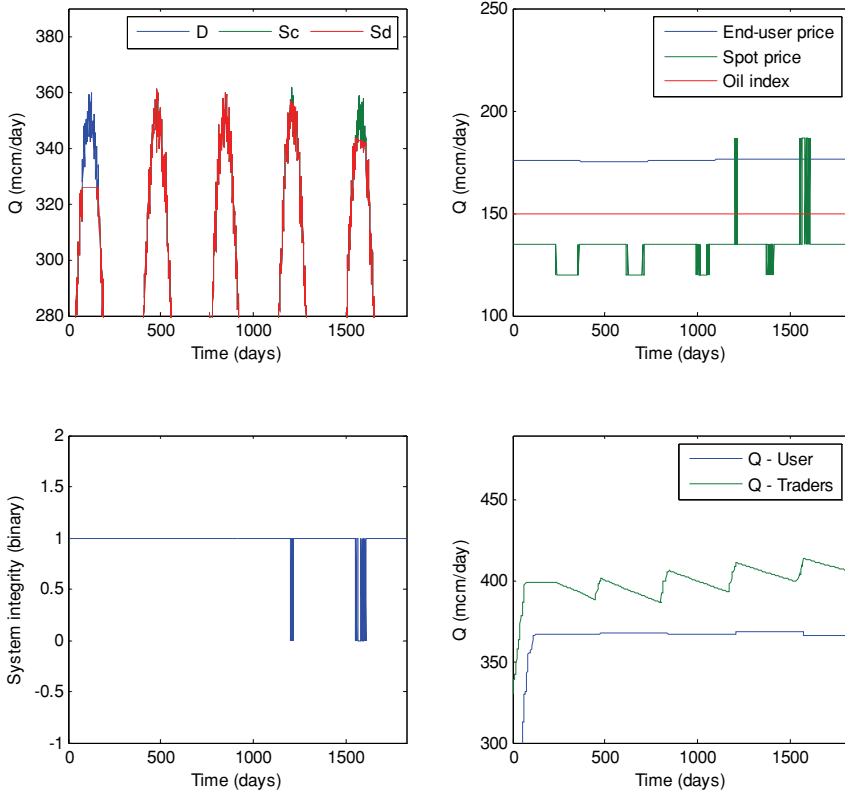 380
360
340
320
300
280
Q (mcm/day)
D
Sc
Sd
0
500
1000
1500
Time (days)
250
200
150
100
Q (mcm/day)
End-user price
Spot price
Oil index
0
500
1000
1500
Time (days)
2
1.5
1
0.5
0
-0.5
-1
System integrity (binary)
0
500
1000
1500
Time (days)
450
400
350
300
Q (mcm/day)
Q - User
Q - Traders
0
500
1000
1500
Time (days)